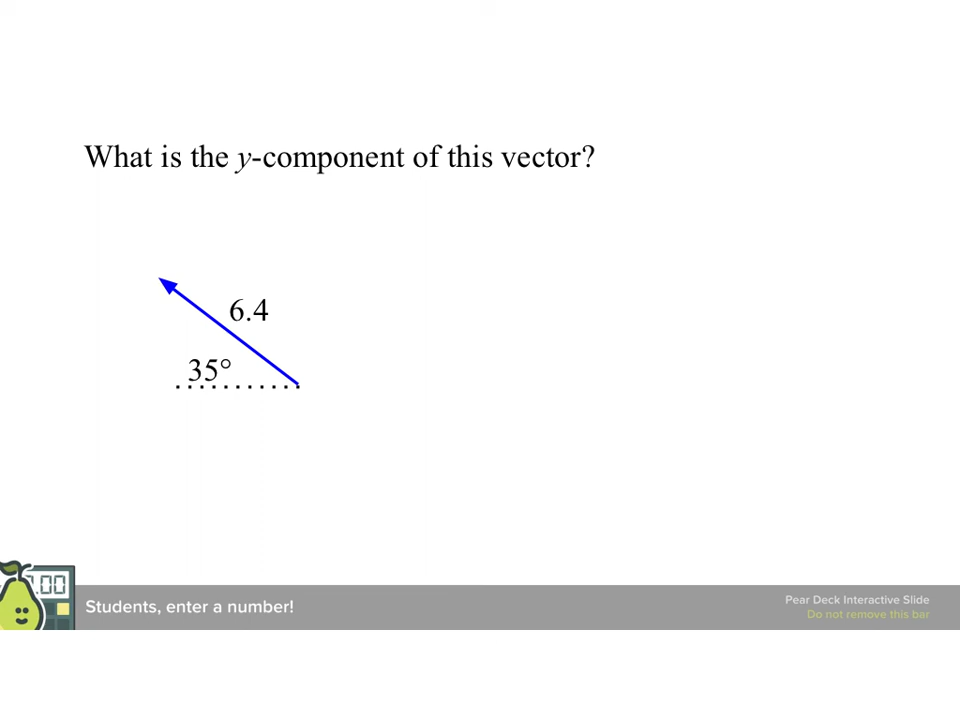 What is the y-component of this vector?
6.4
35°
.00
Students, enter a number!
Pear Deck Interactive Slide
Do not remove this bar